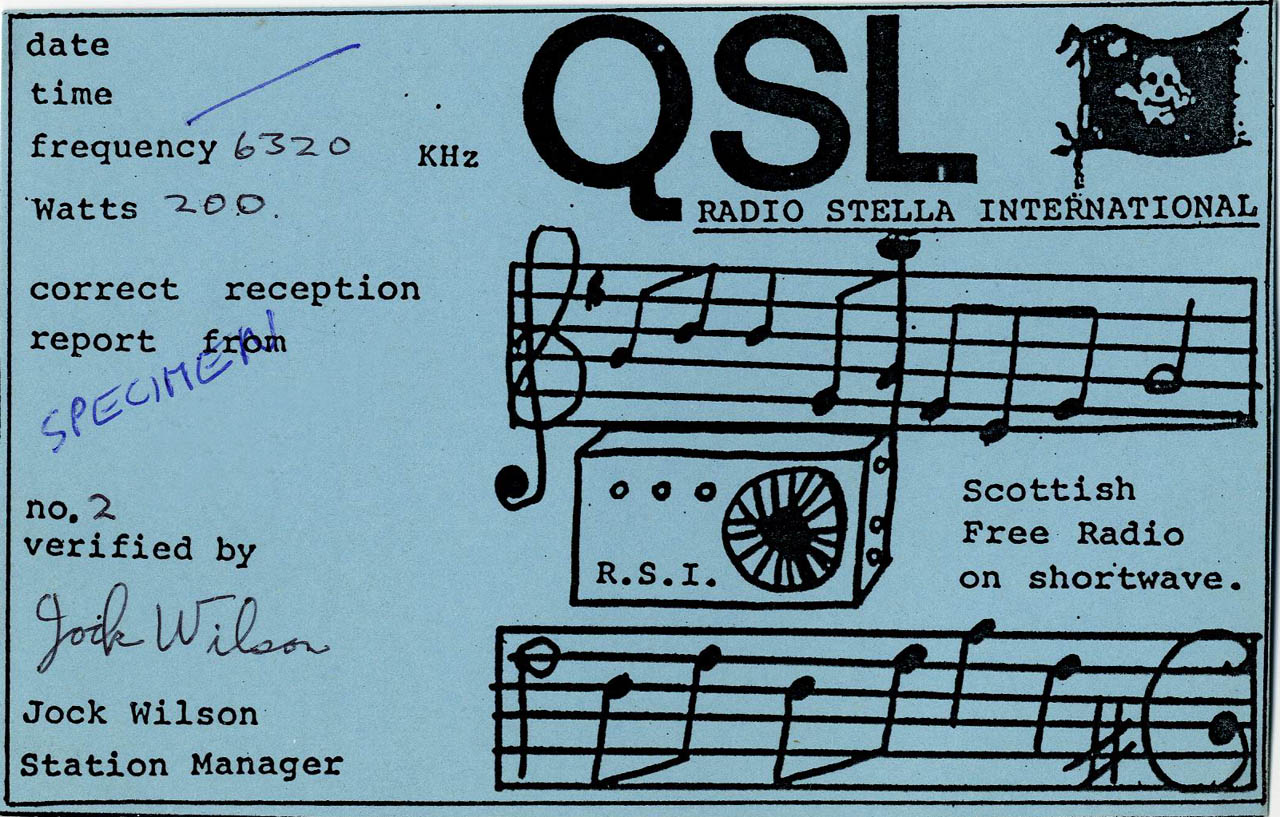 date
time
frequency 6320 KHz
Watts 200.
correct reception
report from
SPECIMEN
no. 2
verified by
Jock Wilson
Jock Wilson
Station Manager
QSL
RADIO STELLA INTERNATIONAL
R.S.I.
Scottish
Free Radio
on shortwave.